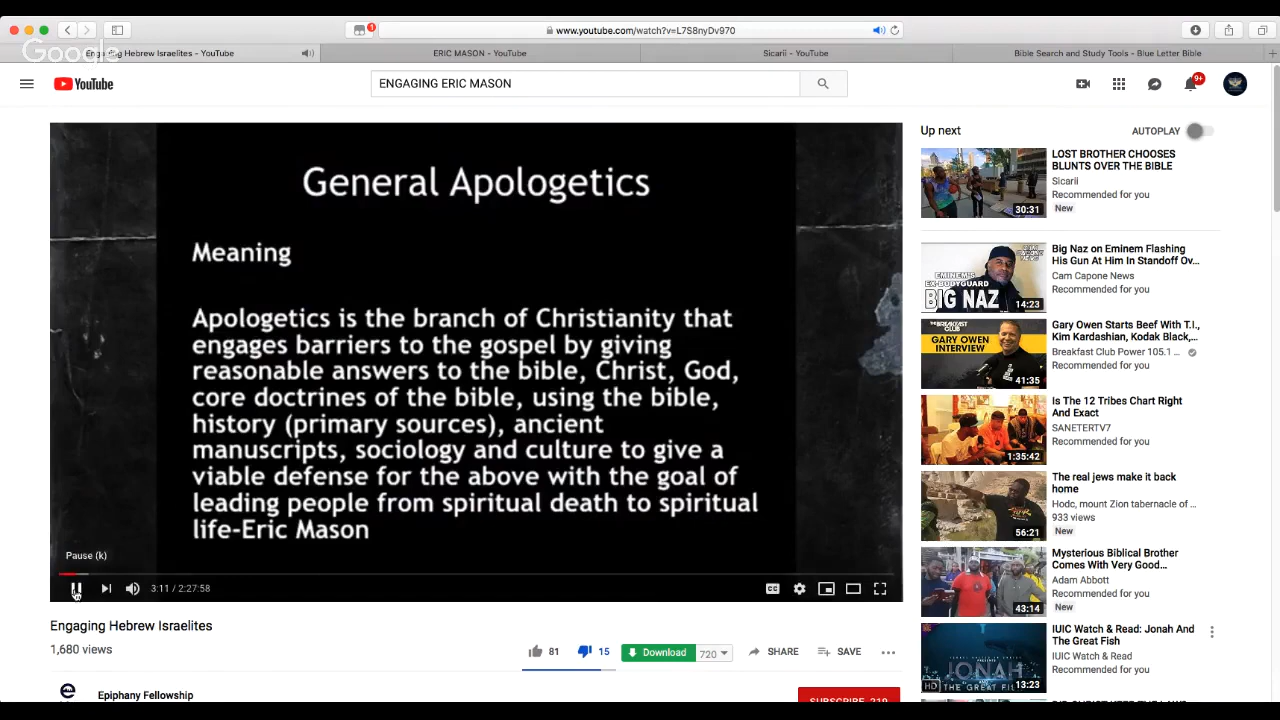 www.youtube.com/watch?v=L7S8nyDv970
Google
Engaging Hebrew Israelites - YouTube
ERIC MASON - YouTube
Sicarii - YouTube
Bible Search and Study Tools - Blue Letter Bible
YouTube
ENGAGING ERIC MASON
9+
General Apologetics
Meaning
Apologetics is the branch of Christianity that
engages barriers to the gospel by giving
reasonable answers to the bible, Christ, God,
core doctrines of the bible, using the bible,
history (primary sources), ancient
manuscripts, sociology and culture to give a
viable defense for the above with the goal of
leading people from spiritual death to spiritual
life-Eric Mason
Pause (k)
3:11 / 2:27:58
CC
Engaging Hebrew Israelites
1,680 views
81
15
Download
720
SHARE
SAVE
Epiphany Fellowship
SUBSCRIBE 219
Up next
AUTOPLAY
LOST BROTHER CHOOSES
BLUNTS OVER THE BIBLE
Sicarii
Recommended for you
New
30:31
Big Naz on Eminem Flashing
His Gun At Him In Standoff Ov...
Cam Capone News
Recommended for you
EMINEM'S
EX-BODYGUARD
BIG NAZ
14:23
Gary Owen Starts Beef With T.I.,
Kim Kardashian, Kodak Black,...
Breakfast Club Power 105.1 ...
Recommended for you
GARY OWEN
INTERVIEW
41:35
Is The 12 Tribes Chart Right
And Exact
SANETERTV7
Recommended for you
1:35:42
The real jews make it back
home
Hodc, mount Zion tabernacle of ...
933 views
New
56:21
Mysterious Biblical Brother
Comes With Very Good...
Adam Abbott
Recommended for you
New
43:14
IUIC Watch & Read: Jonah And
The Great Fish
IUIC Watch & Read
Recommended for you
JONAH
& THE GREAT FISH
HD
13:23